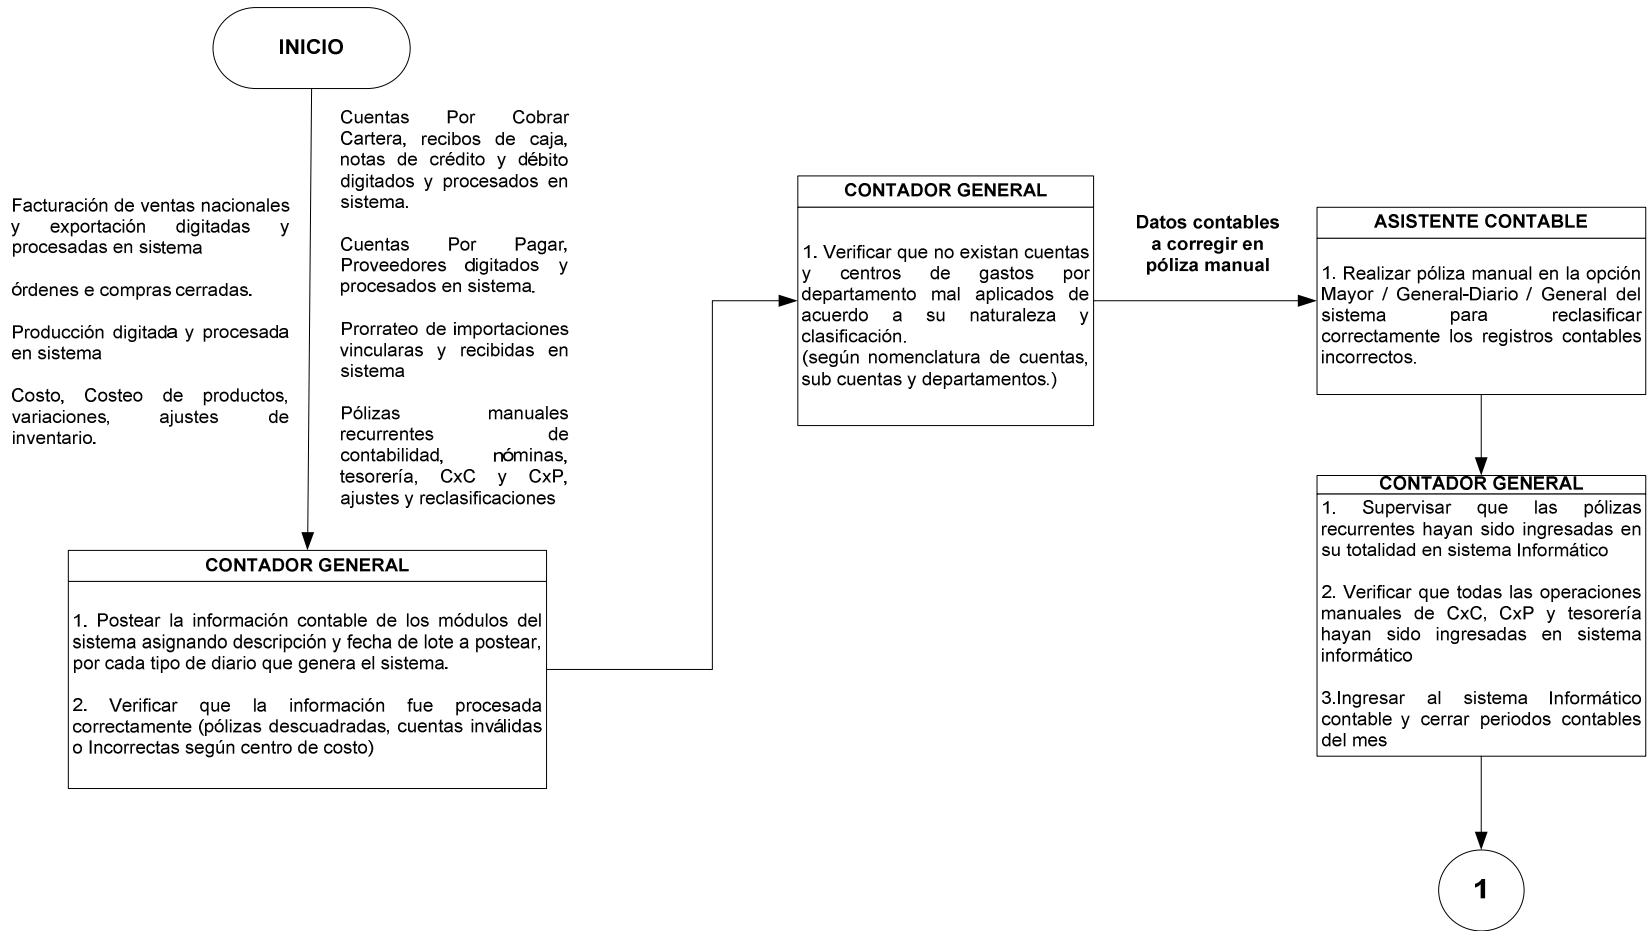 INICIO
Facturación de ventas nacionales
y exportación digitadas y
procesadas en sistema
órdenes e compras cerradas.
Producción digitada y procesada
en sistema
Costo, Costeo de productos,
variaciones, ajustes de
inventario.
Cuentas Por Cobrar
Cartera, recibos de caja,
notas de crédito y débito
digitados y procesados en
sistema.
Cuentas Por Pagar,
Proveedores digitados y
procesados en sistema.
Prorrateo de importaciones
vincularas y recibidas en
sistema
Pólizas manuales
recurrentes de
contabilidad, nóminas,
tesorería, CxC y CxP,
ajustes y reclasificaciones
CONTADOR GENERAL
1. Postear la información contable de los módulos del
sistema asignando descripción y fecha de lote a postear,
por cada tipo de diario que genera el sistema.
2. Verificar que la información fue procesada
correctamente (pólizas descuadradas, cuentas inválidas
o Incorrectas según centro de costo)
CONTADOR GENERAL
1. Verificar que no existan cuentas
y centros de gastos por
departamento mal aplicados de
acuerdo a su naturaleza y
clasificación.
(según nomenclatura de cuentas,
sub cuentas y departamentos.)
Datos contables
a corregir en
póliza manual
ASISTENTE CONTABLE
1. Realizar póliza manual en la opción
Mayor / General-Diario / General del
sistema para reclasificar
correctamente los registros contables
incorrectos.
CONTADOR GENERAL
1. Supervisar que las pólizas
recurrentes hayan sido ingresadas en
su totalidad en sistema Informático
2. Verificar que todas las operaciones
manuales de CxC, CxP y tesorería
hayan sido ingresadas en sistema
informático
3.Ingresar al sistema Informático
contable y cerrar periodos contables
del mes
1